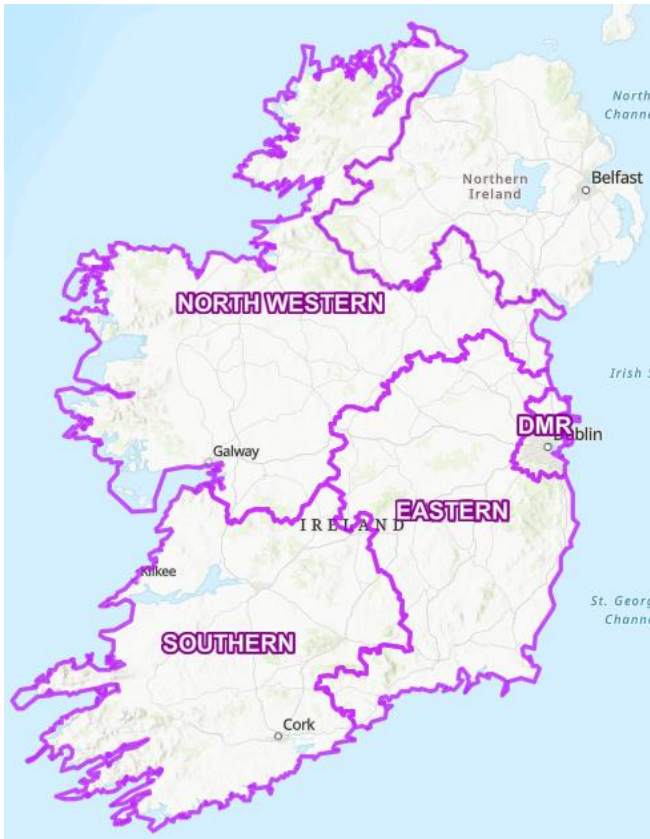 North
Channe
Belfast
Northern
Ireland
NORTH WESTERN
Irish S
DMR
Dublin
Galway
EASTERN
IRELAND
Kilkee
St. Georg
Channe
SOUTHERN
Cork